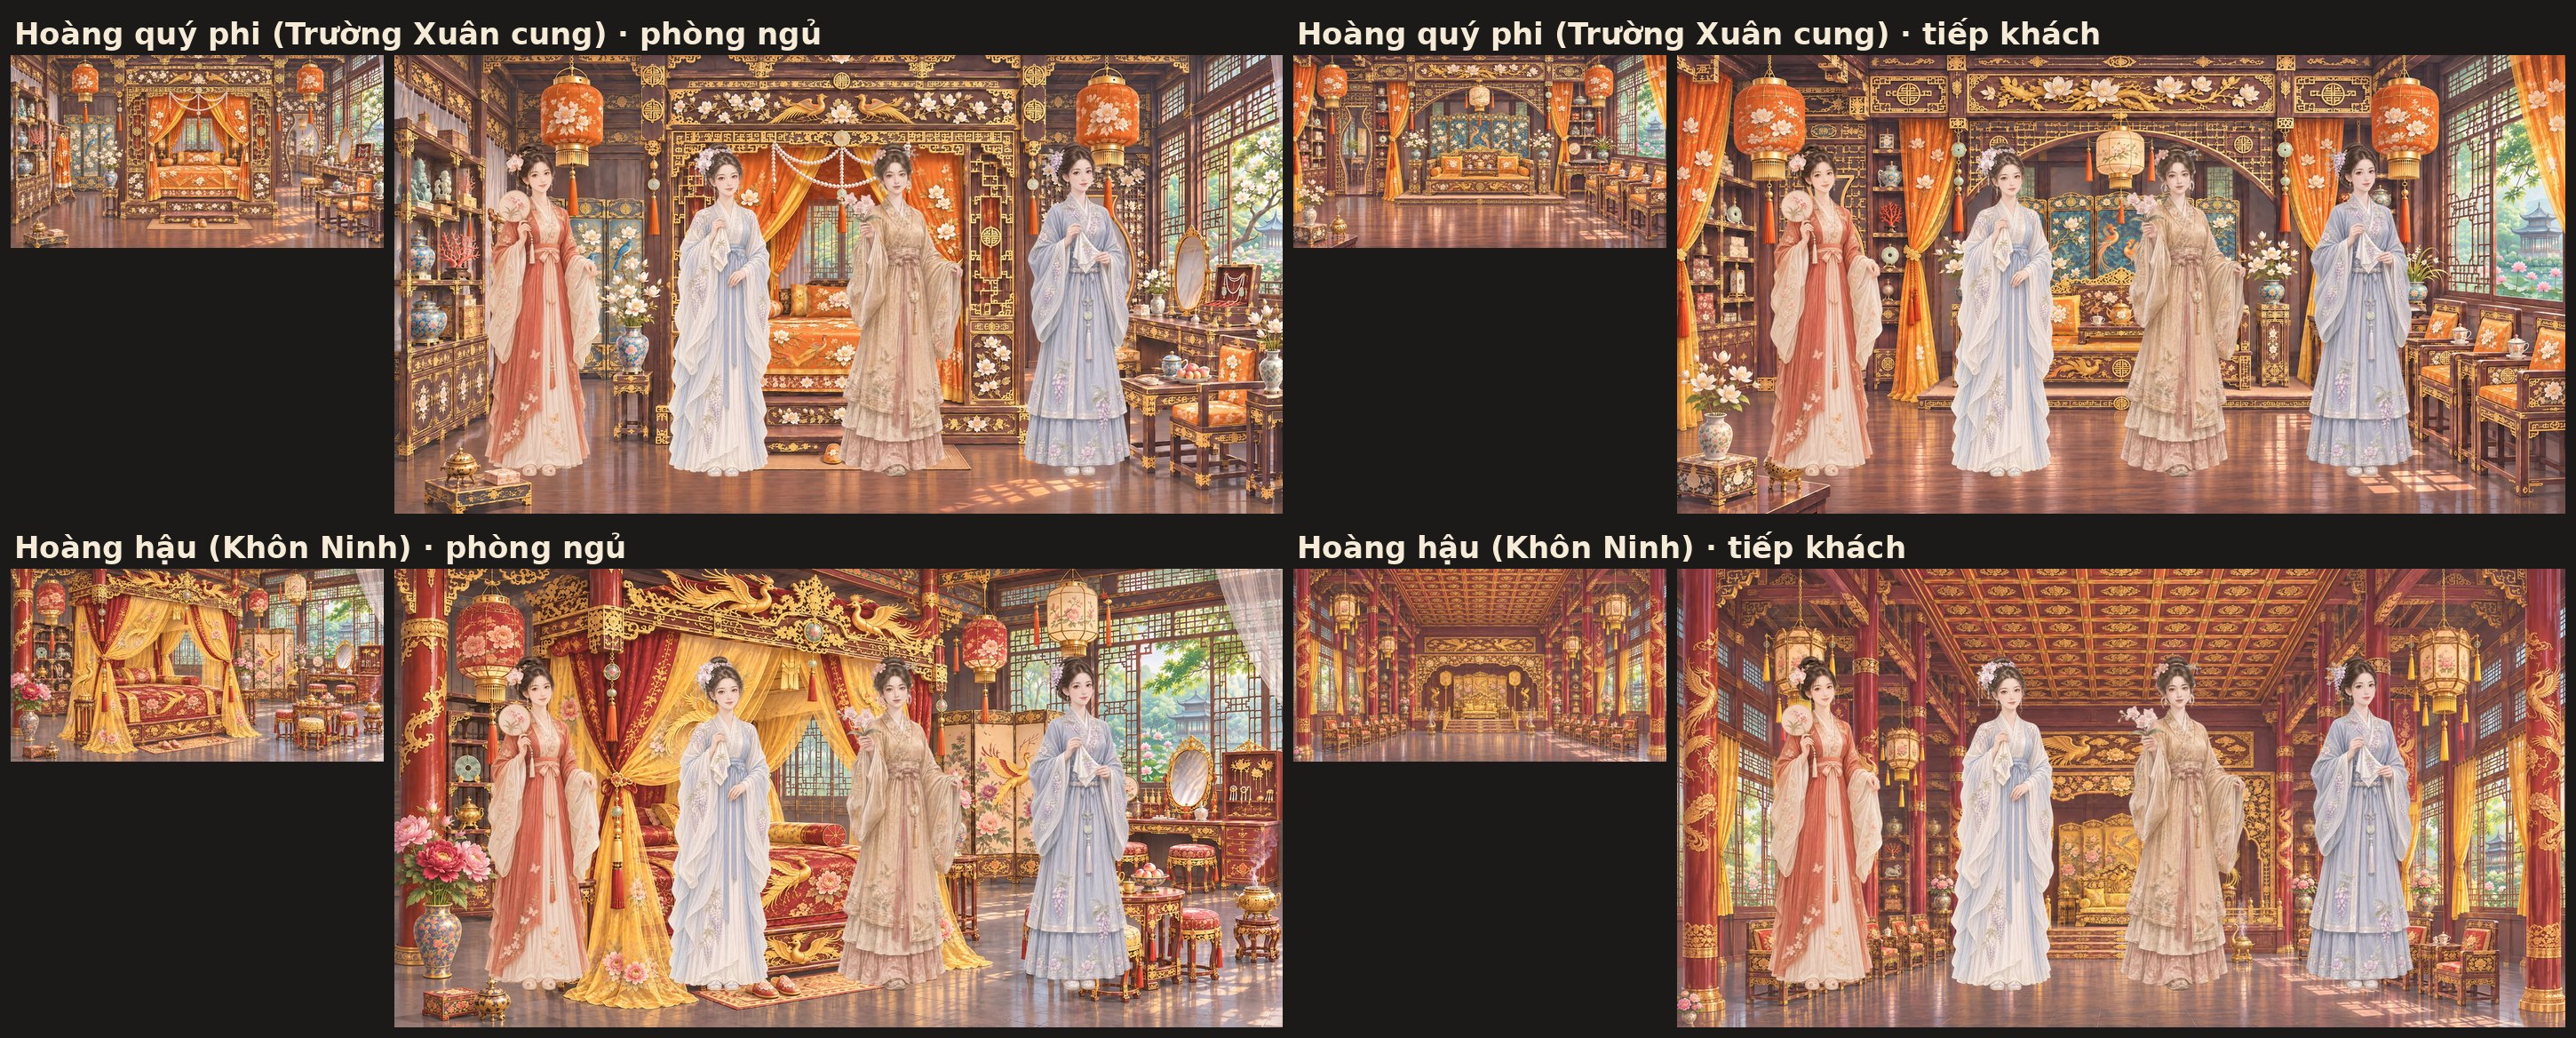 Hoàng quý phi (Trường Xuân cung) · phòng ngủ
Hoàng quý phi (Trường Xuân cung) · tiếp khách
Hoàng hậu (Khôn Ninh) · phòng ngủ
Hoàng hậu (Khôn Ninh) · tiếp khách